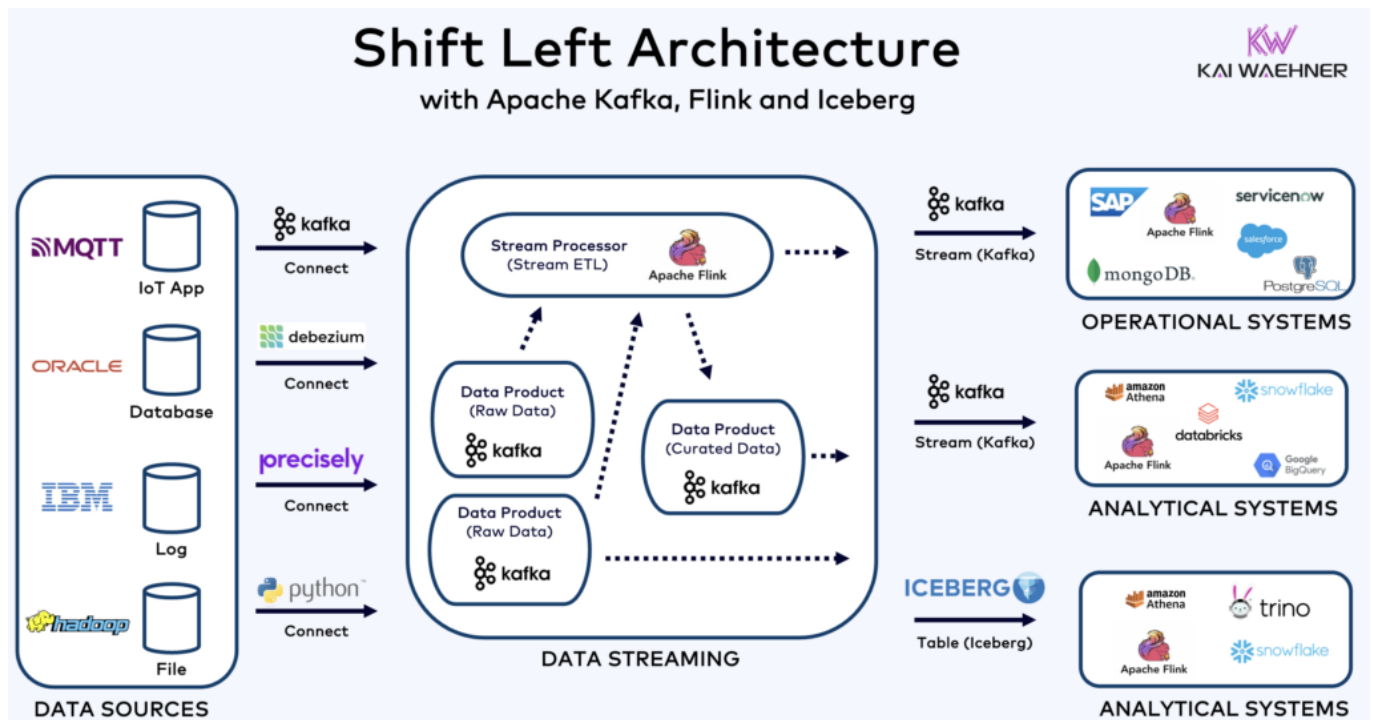 Shift Left Architecture
with Apache Kafka, Flink and Iceberg
KW
KAI WAEHNER
MQTT
IoT App
ORACLE
Database
IBM
Log
hadoop
File
DATA SOURCES
kafka
Connect
debezium
Connect
precisely
Connect
python™
Connect
Stream Processor
(Stream ETL)
Apache Flink
Data Product
(Raw Data)
kafka
Data Product
(Curated Data)
kafka
Data Product
(Raw Data)
kafka
DATA STREAMING
kafka
Stream (Kafka)
kafka
Stream (Kafka)
ICEBERG
Table (Iceberg)
SAP
Apache Flink
servicenow
salesforce
mongoDB.
PostgreSQL
OPERATIONAL SYSTEMS
amazon
Athena
snowflake
databricks
Apache Flink
Google
BigQuery
ANALYTICAL SYSTEMS
amazon
Athena
trino
Apache Flink
snowflake
ANALYTICAL SYSTEMS